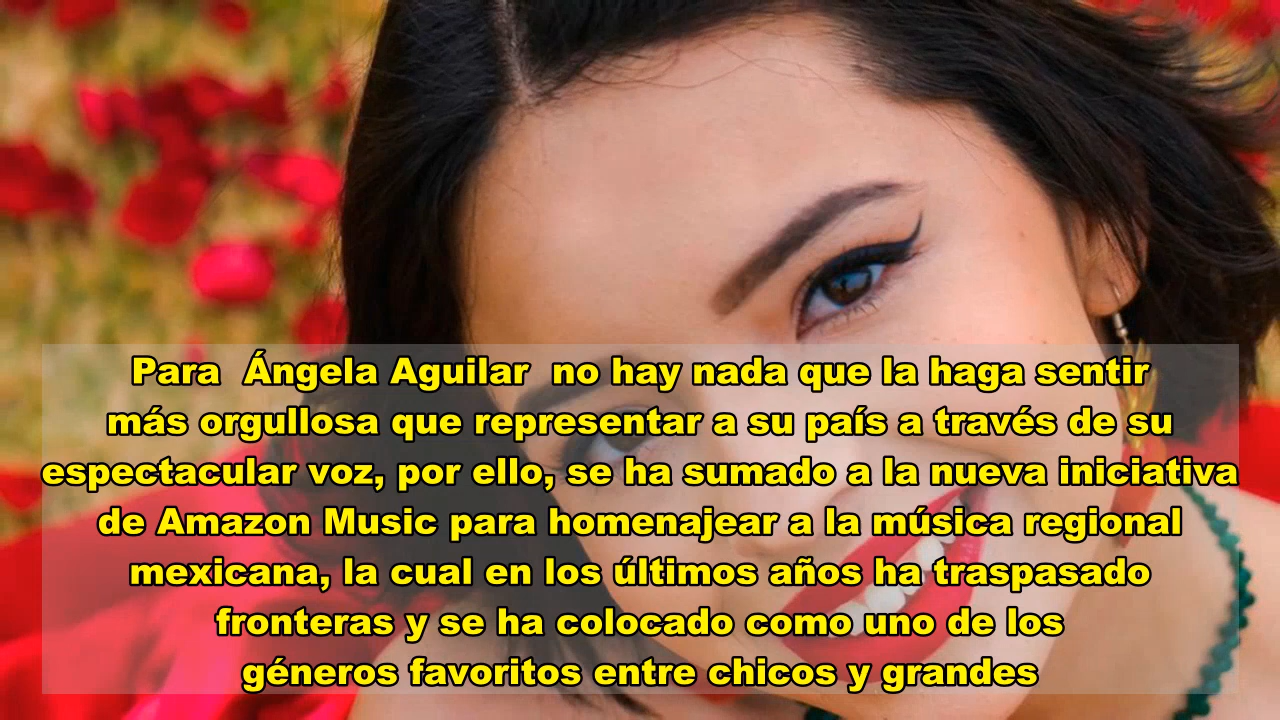 Para Ángela Aguilar no hay nada que la haga sentir
más orgullosa que representar a su país a través de su
espectacular voz, por ello, se ha sumado a la nueva iniciativa
de Amazon Music para homenajear a la música regional
mexicana, la cual en los últimos años ha traspasado
fronteras y se ha colocado como uno de los
géneros favoritos entre chicos y grandes